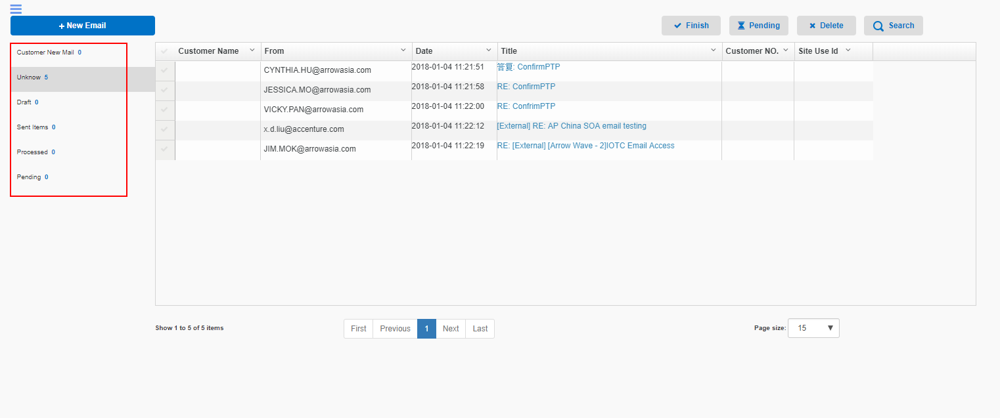 New Email
Finish
Pending
Delete
Search
Customer New Mail 0
Unknow 5
Draft 0
Sent Items 0
Processed 0
Pending 0
Customer Name From Date Title Customer NO. Site Use Id
CYNTHIA.HU@arrowasia.com 2018-01-04 11:21:51 答复: ConfirmPTP
JESSICA.MO@arrowasia.com 2018-01-04 11:21:58 RE: ConfirmPTP
VICKY.PAN@arrowasia.com 2018-01-04 11:22:00 RE: ConfrimPTP
x.d.liu@accenture.com 2018-01-04 11:22:12 [External] RE: AP China SOA email testing
JIM.MOK@arrowasia.com 2018-01-04 11:22:19 RE: [External] [Arrow Wave - 2]IOTC Email Access
Show 1 to 5 of 5 items
First Previous 1 Next Last
Page size: 15